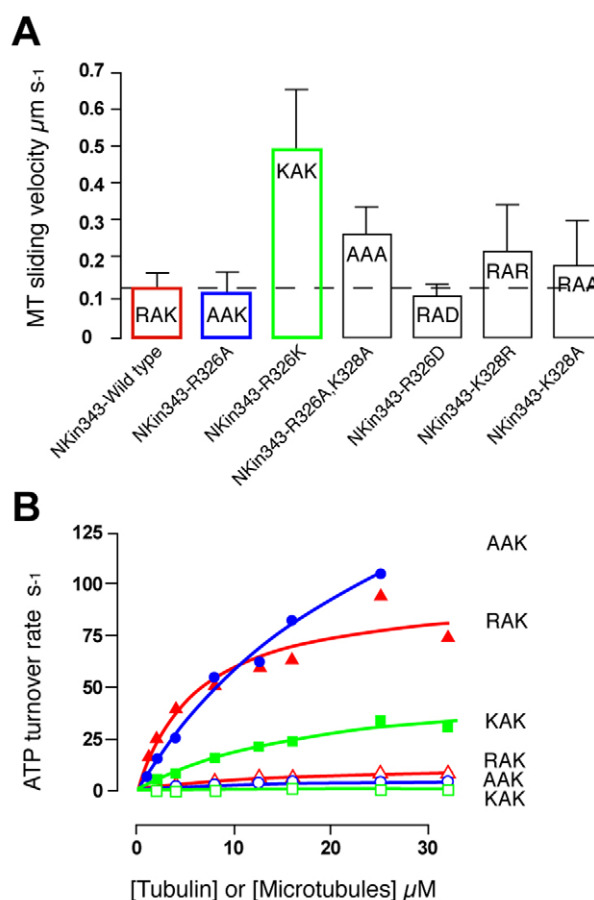 A
MT sliding velocity µm s-1
0.7
0.6
0.5
0.4
0.3
0.2
0.1
0
RAK
AAK
KAK
AAA
RAD
RAR
RAA
NKin343-Wild type
NKin343-R326A
NKin343-R326K
NKin343-R326A,K328A
NKin343-R326D
NKin343-K328R
NKin343-K328A
B
ATP turnover rate s-1
125
100
75
50
25
0
AAK
RAK
KAK
RAK
AAK
KAK
0 10 20 30
[Tubulin] or [Microtubules] µM